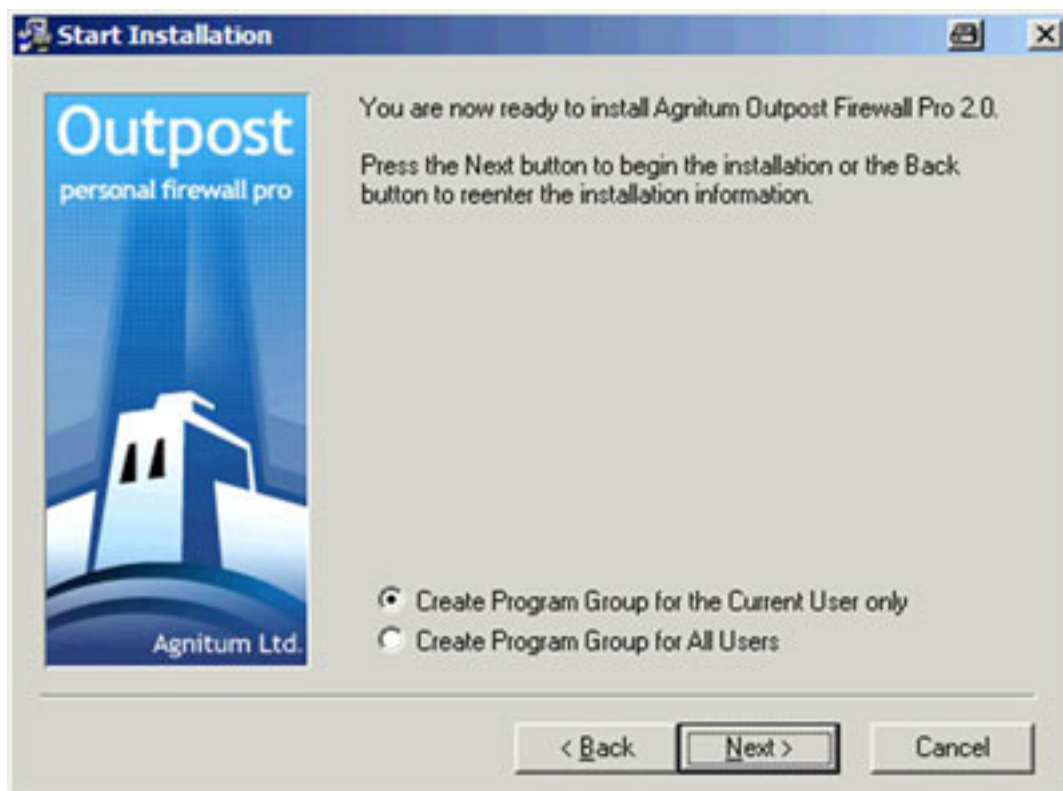 Start Installation
Outpost
personal firewall pro
Agnitum Ltd.
You are now ready to install Agnitum Outpost Firewall Pro 2.0.
Press the Next button to begin the installation or the Back
button to reenter the installation information.
Create Program Group for the Current User only
Create Program Group for All Users
< Back
Next >
Cancel